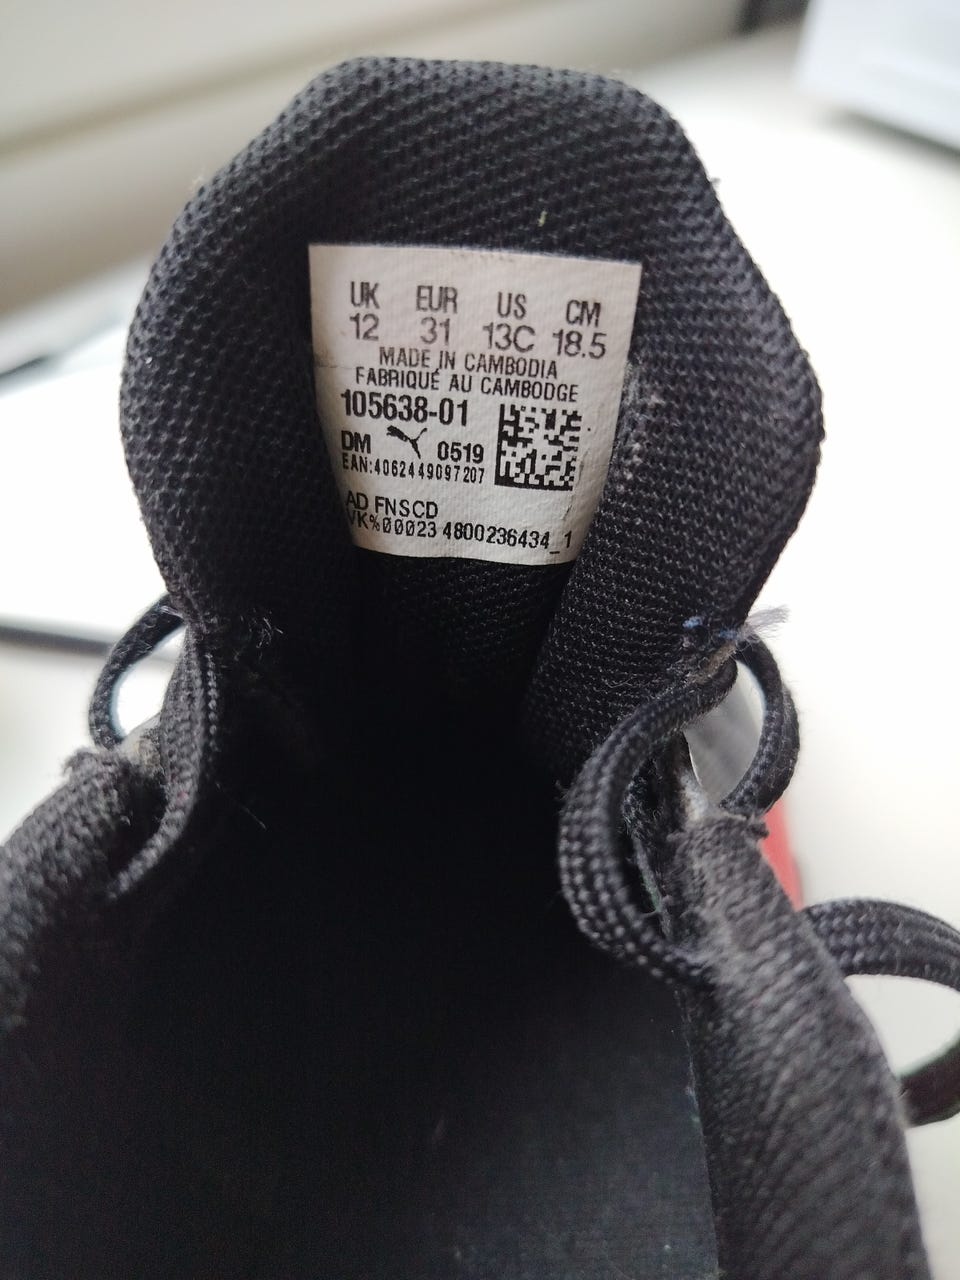 UK EUR US CM
12 31 13C 18.5
MADE IN CAMBODIA
FABRIQUÉ AU CAMBODGE
105638-01
DM 0519
EAN:4062449097207
AD FNSCD
VK%00023 4800236434_1